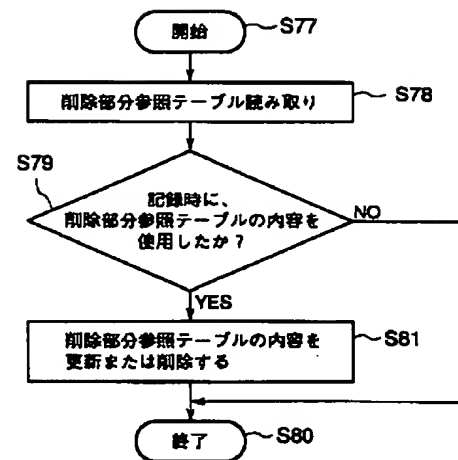 開始
S77
削除部分参照テーブル読み取り
S78
S79
記録時に、
削除部分参照テーブルの内容を
使用したか？
NO
YES
削除部分参照テーブルの内容を
更新または削除する
S81
終了
S80